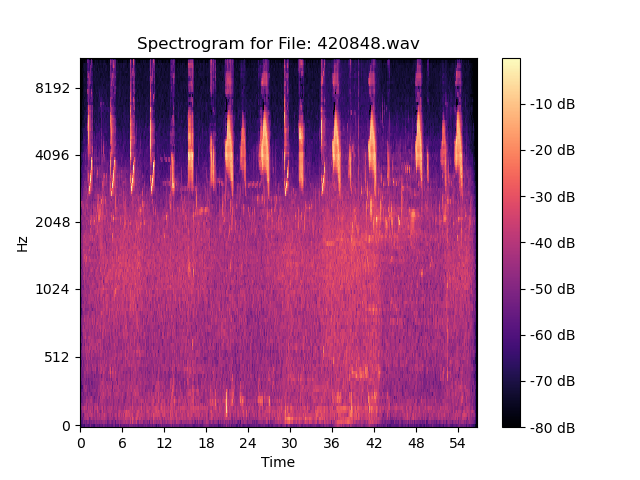 Spectrogram for File: 420848.wav
8192
4096
2048
1024
512
0
Hz
0 6 12 18 24 30 36 42 48 54
Time
-10 dB
-20 dB
-30 dB
-40 dB
-50 dB
-60 dB
-70 dB
-80 dB